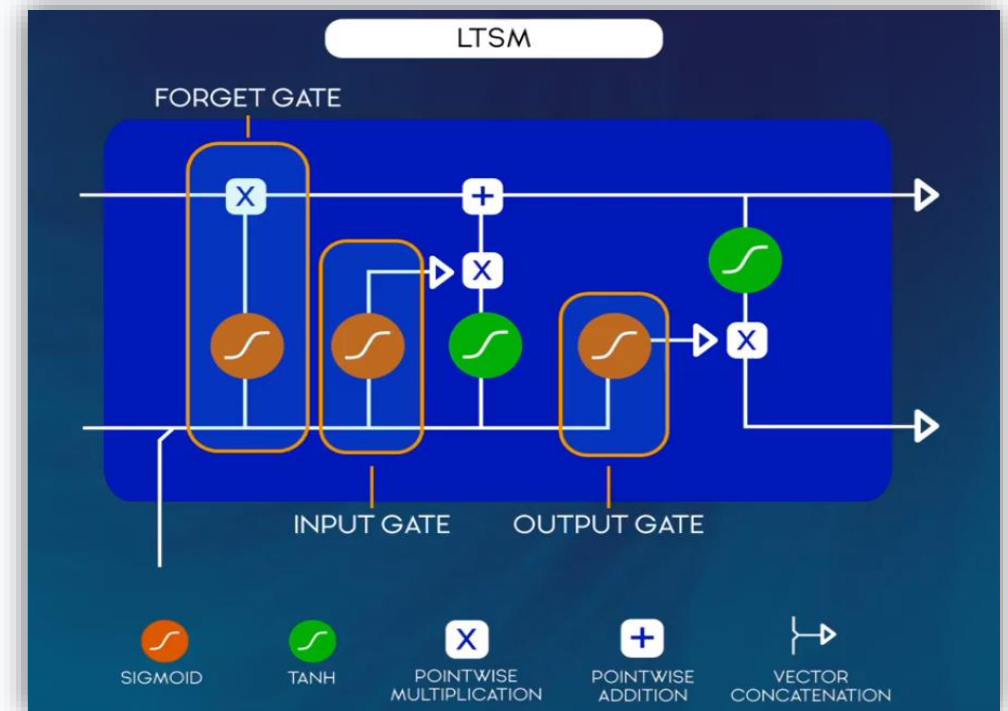 LTSM
FORGET GATE
X
+
X
X
INPUT GATE
OUTPUT GATE
X
+
SIGMOID
TANH
POINTWISE
MULTIPLICATION
POINTWISE
ADDITION
VECTOR
CONCATENATION